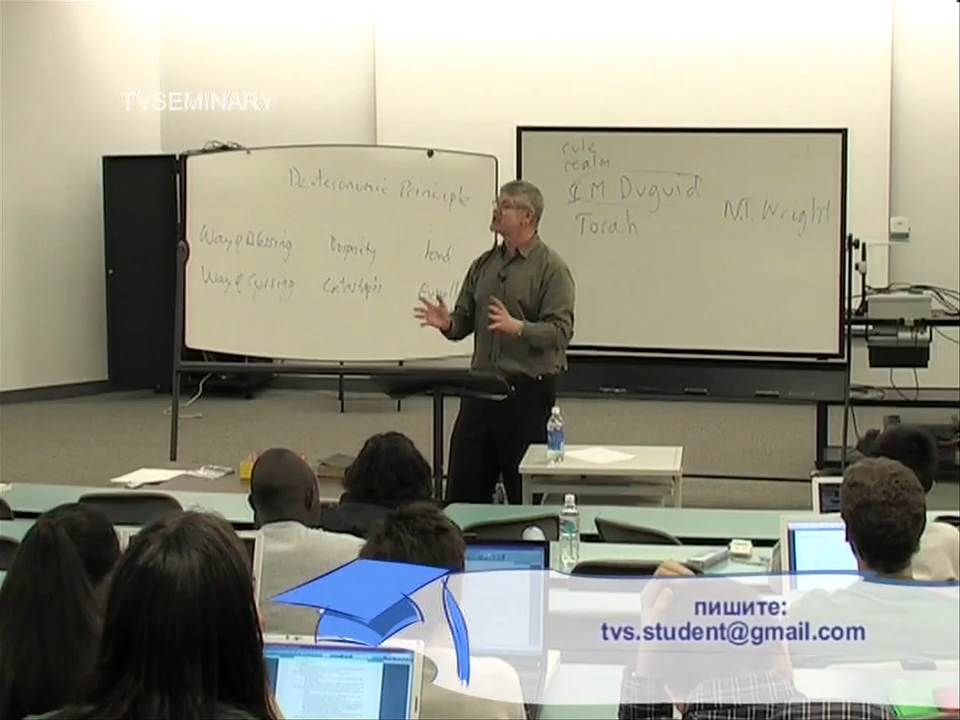 TVSEMINARY
Deuteronomic Principle
Way of Blessing Prosperity land
Way of Cursing
rule
realm
I M Duguid
Torah
N.T. Wright
пишите:
tvs.student@gmail.com